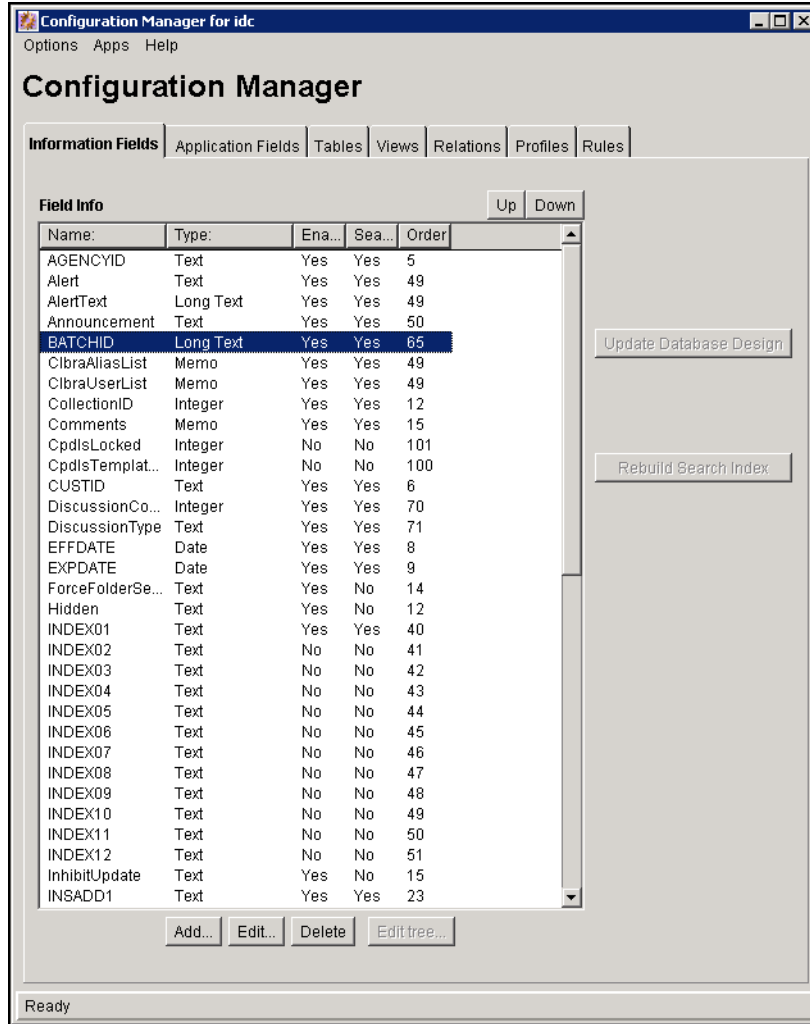 Configuration Manager for idc
Options Apps Help
Configuration Manager
Information Fields Application Fields Tables Views Relations Profiles Rules
Field Info Up Down
Name: Type: Ena... Sea... Order
AGENCYID Text Yes Yes 5
Alert Text Yes Yes 49
AlertText Long Text Yes Yes 49
Announcement Text Yes Yes 50
BATCHID Long Text Yes Yes 65
Update Database Design
ClbraAliasList Memo Yes Yes 49
ClbraUserList Memo Yes Yes 49
CollectionID Integer Yes Yes 12
Comments Memo Yes Yes 15
CpdIsLocked Integer No No 101
CpdIsTemplat... Integer No No 100
Rebuild Search Index
CUSTID Text Yes Yes 6
DiscussionCo... Integer Yes Yes 70
DiscussionType Text Yes Yes 71
EFFDATE Date Yes Yes 8
EXPDATE Date Yes Yes 9
ForceFolderSe... Text Yes No 14
Hidden Text Yes No 12
INDEX01 Text Yes Yes 40
INDEX02 Text No No 41
INDEX03 Text No No 42
INDEX04 Text No No 43
INDEX05 Text No No 44
INDEX06 Text No No 45
INDEX07 Text No No 46
INDEX08 Text No No 47
INDEX09 Text No No 48
INDEX10 Text No No 49
INDEX11 Text No No 50
INDEX12 Text No No 51
InhibitUpdate Text Yes No 15
INSADD1 Text Yes Yes 23
Add... Edit... Delete Edit tree...
Ready